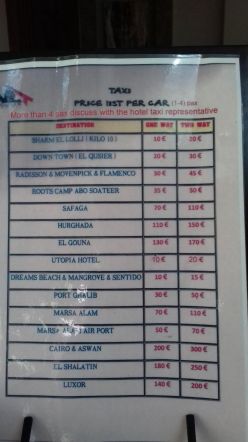 TAXI
PRICE LIST PER CAR (1-4) pax
More than 4 pax discuss with the hotel taxi representative
DESTINATION ONE WAY TWO WAY
SHARM EL LOLLI ( KILO 10 ) 10 € 20 €
DOWN TOWN ( EL QUSIER ) 20 € 30 €
RADISSON & MOVENPICK & FLAMENCO 30 € 45 €
ROOTS CAMP ABO SOATEER 35 € 50 €
SAFAGA 70 € 110 €
HURGHADA 110 € 150 €
EL GOUNA 130 € 170 €
UTOPIA HOTEL 10 € 20 €
DREAMS BEACH & MANGROVE & SENTIDO 10 € 15 €
PORT GHALIB 30 € 50 €
MARSA ALAM 70 € 110 €
MARSA ALAM AIR PORT 50 € 70 €
CAIRO & ASWAN 200 € 300 €
EL SHALATIN 180 € 250 €
LUXOR 140 € 200 €